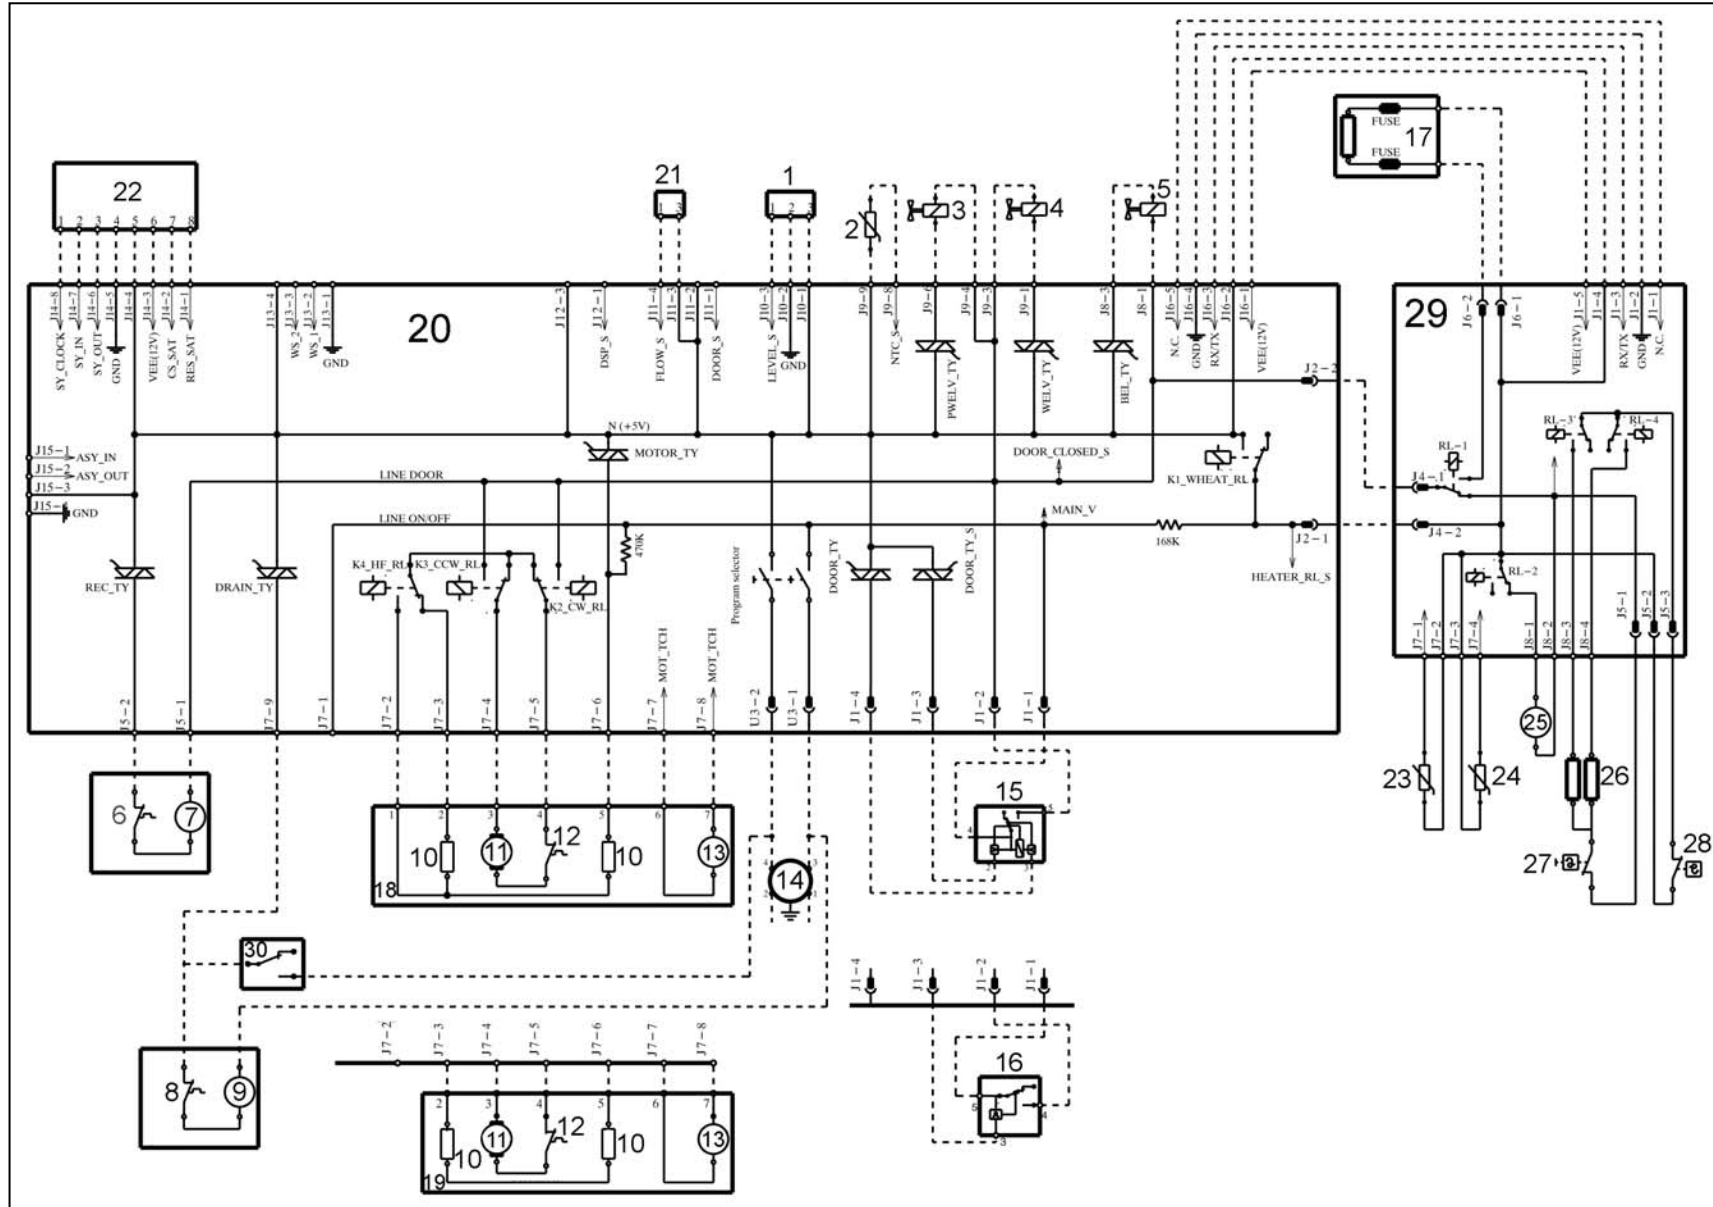 FUSE
17
FUSE
22
1 2 3 4 5 6 7 8
21
1
1 2 3
2
3
4
5
J14-8
J14-7
J14-6
J14-5
J14-4
J14-3
J14-2
J14-1
J13-4
J13-3
J13-2
J13-1
J12-3
J12-1
J11-4
J11-3
J11-2
J11-1
J10-3
J10-2
J10-1
J9-9
J9-8
J9-6
J9-4
J9-3
J9-1
J8-3
J8-1
J16-5
J16-4
J16-3
J16-2
J16-1
J6-2
J6-1
J1-5
J1-4
J1-3
J1-2
J1-1
SY_CLOCK
SY_IN
SY_OUT
GND
VEE(12V)
CS_SAT
RES_SAT
WS_2
WS_1
GND
20
DSP_S
FLOW_S
DOOR_S
LEVEL_S
GND
NTC_S
PWELV_TY
WELV_TY
BEL_TY
N.C.
GND
RX/TX
VEE(12V)
29
VEE(12V)
RX/TX
GND
N.C.
J2-2
N (+5V)
MOTOR_TY
DOOR_CLOSED_S
K1_WHEAT_RL
RL-3
RL-4
RL-1
J15-1
ASY_IN
J15-2
ASY_OUT
J15-3
J15-4
GND
LINE DOOR
J4-1
LINE ON/OFF
MAIN_V
470K
168K
J2-1
J4-2
HEATER_RL_S
REC_TY
DRAIN_TY
K4_HF_RL
K3_CCW_RL
K2_CW_RL
Program selector
DOOR_TY
DOOR_TY_S
RL-2
MOT_TCH
MOT_TCH
J5-2
J5-1
J7-9
J7-1
J7-2
J7-3
J7-4
J7-5
J7-6
J7-7
J7-8
U3-2
U3-1
J1-4
J1-3
J1-2
J1-1
J7-1
J7-2
J7-3
J7-4
J8-1
J8-2
J8-3
J8-4
J5-1
J5-2
J5-3
25
23
24
26
27
28
6
7
1 2 3 4 5 6 7
10
11
12
10
13
18
4 3
14
2 1
15
5
4
2 3
30
J1-4
J1-3
J1-2
J1-1
16
5
4
3
8
9
J7-2
J7-3
J7-4
J7-5
J7-6
J7-7
J7-8
2 3 4 5 6 7
10
11
12
10
13
19